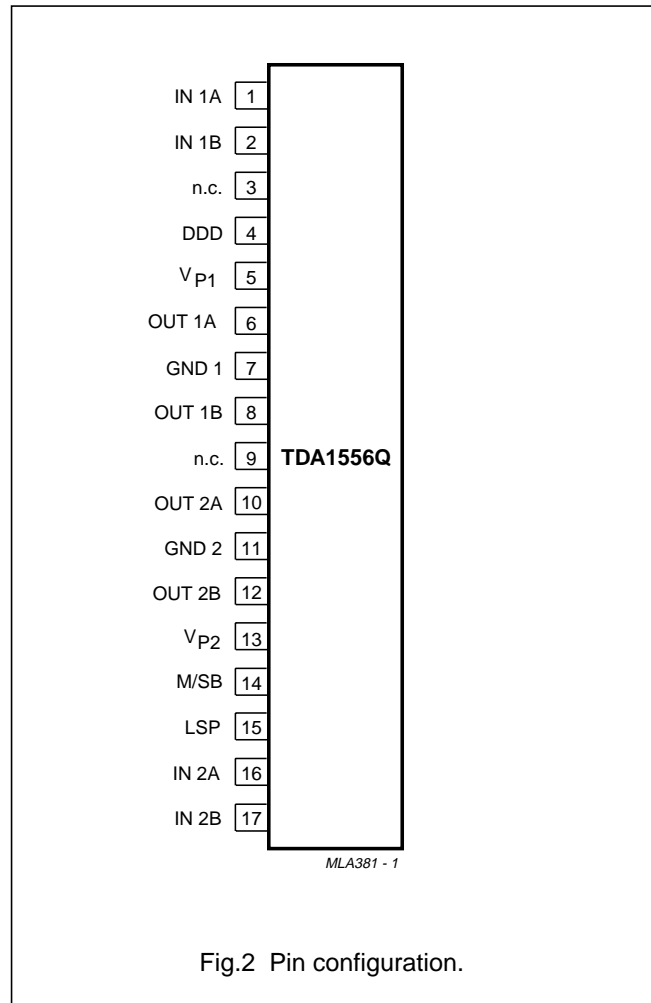 IN 1A 1
IN 1B 2
n.c. 3
DDD 4
VP1 5
OUT 1A 6
GND 1 7
OUT 1B 8
n.c. 9 TDA1556Q
OUT 2A 10
GND 2 11
OUT 2B 12
VP2 13
M/SB 14
LSP 15
IN 2A 16
IN 2B 17
MLA381 - 1
Fig.2 Pin configuration.